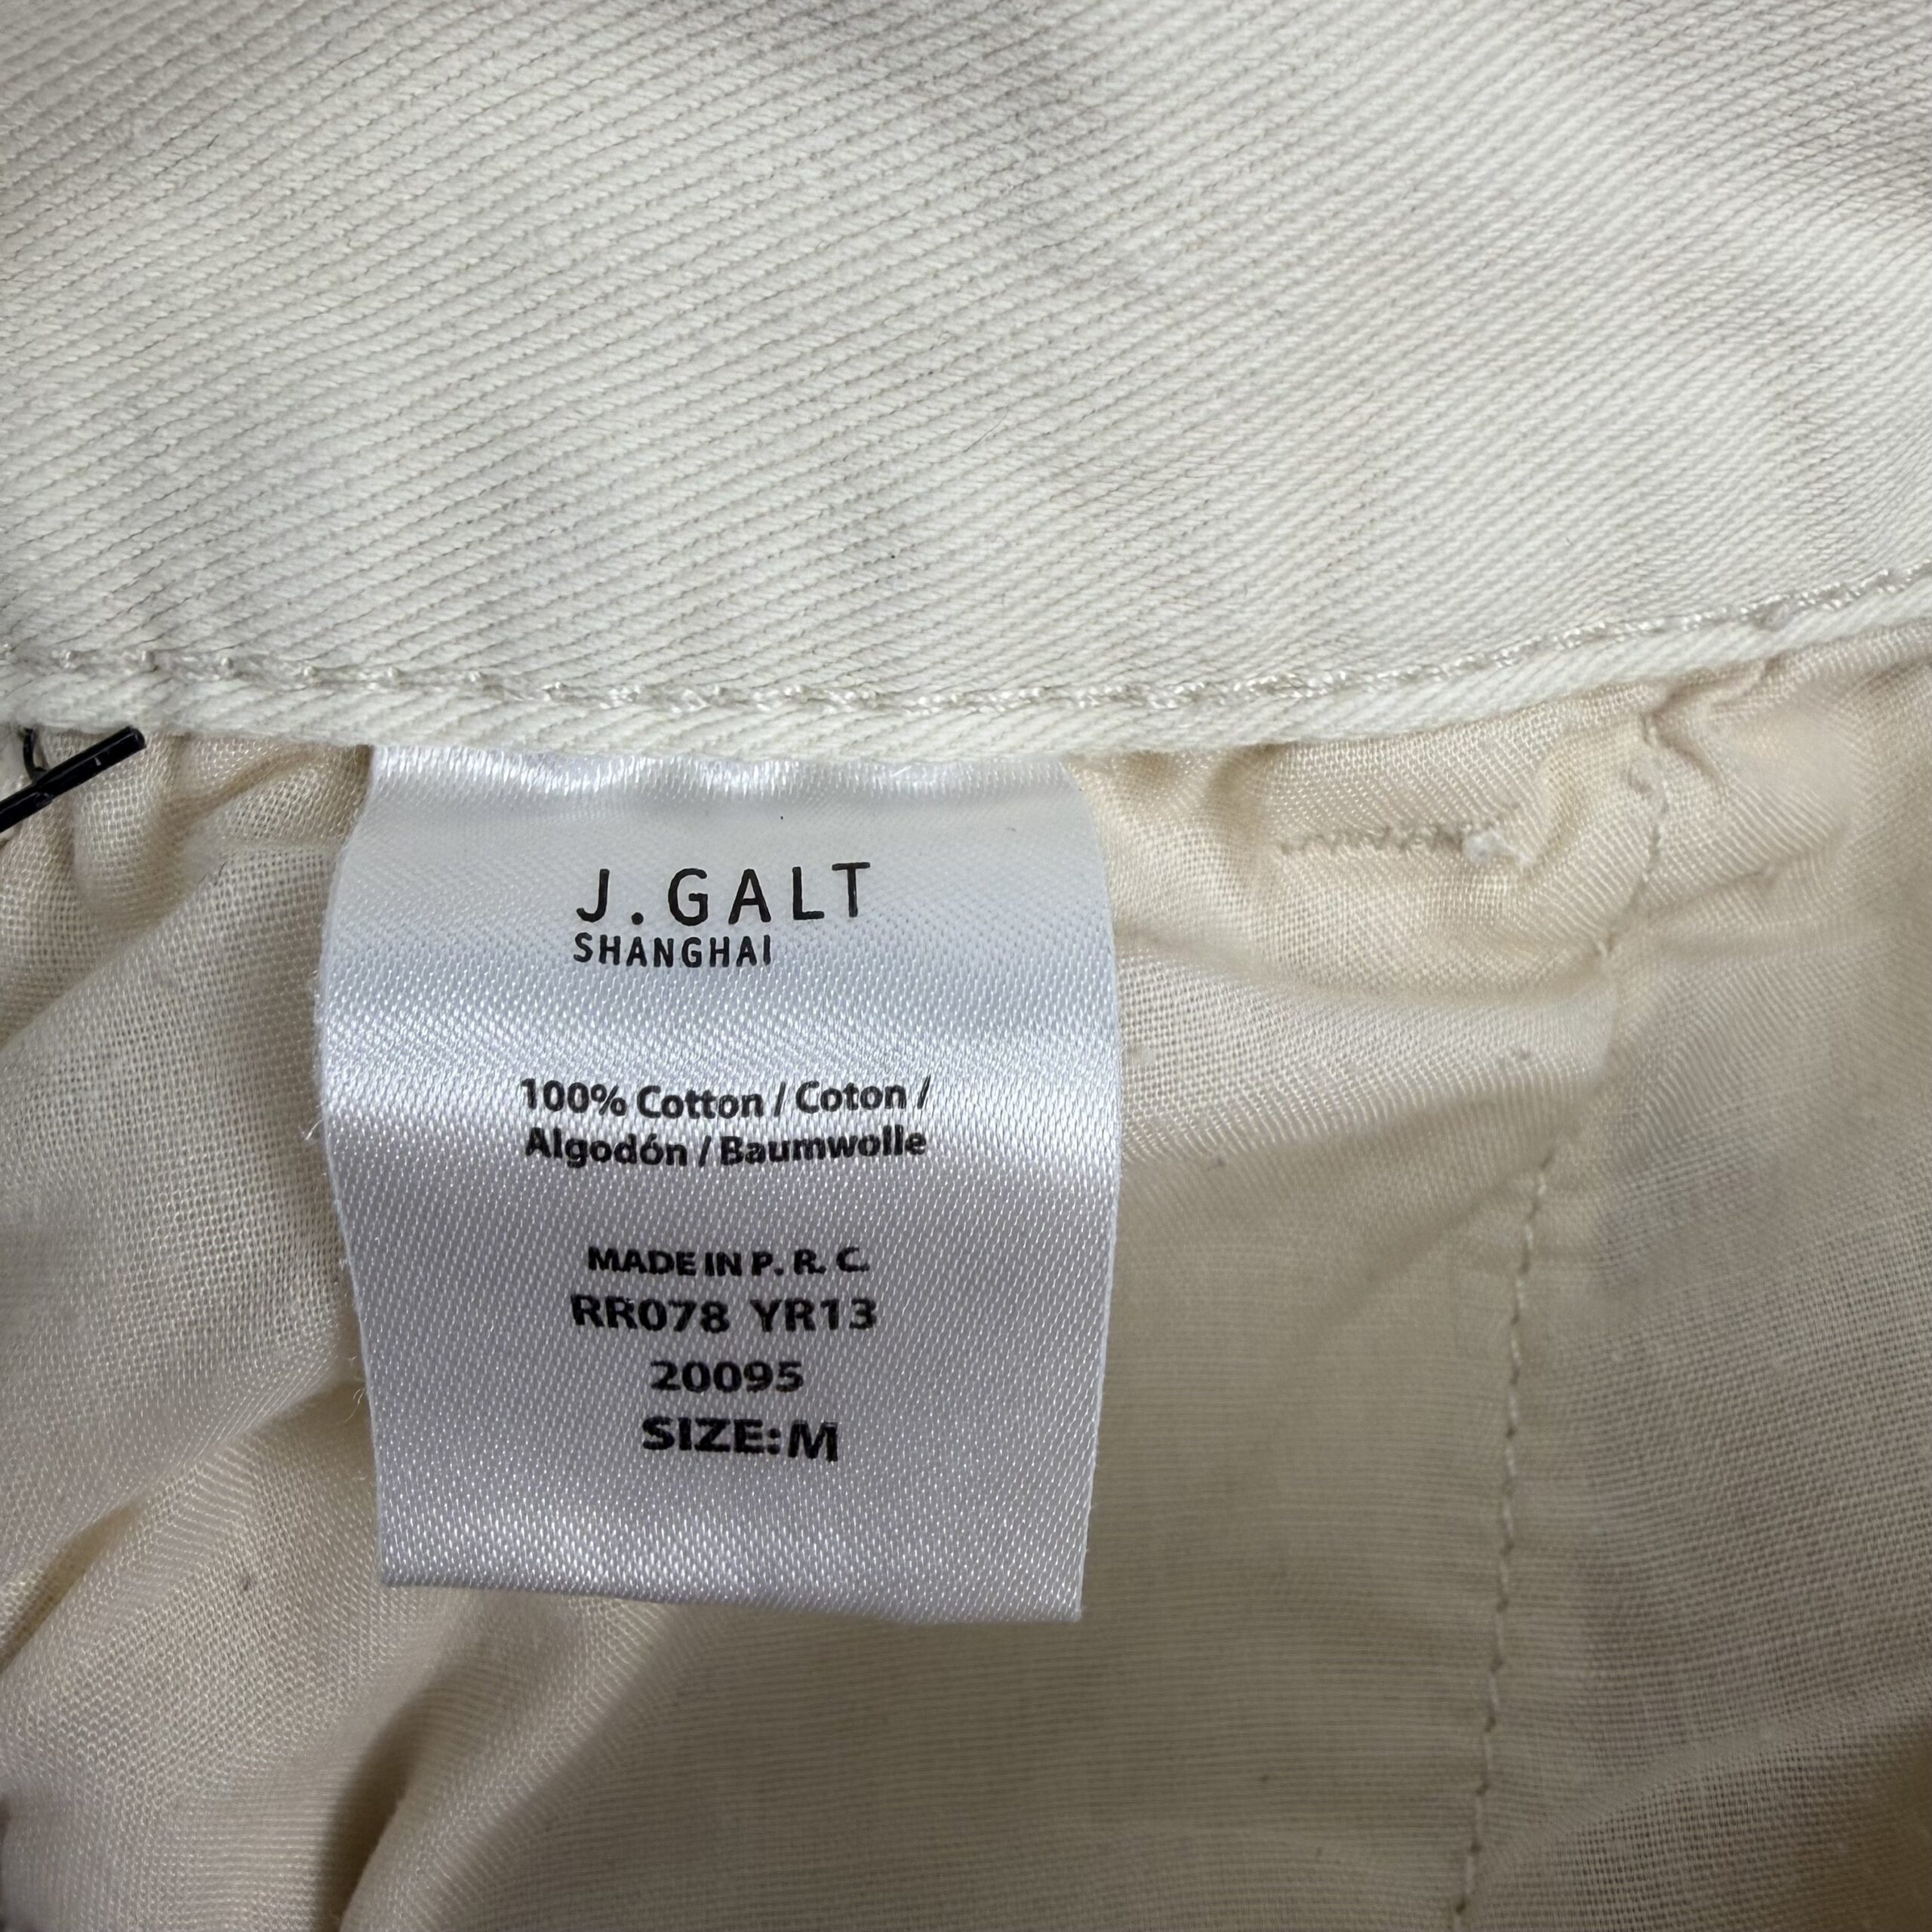 J.GALT
SHANGHAI
100% Cotton / Coton /
Algodón / Baumwolle
MADE IN P. R. C.
RR078 YR13
20095
SIZE:M